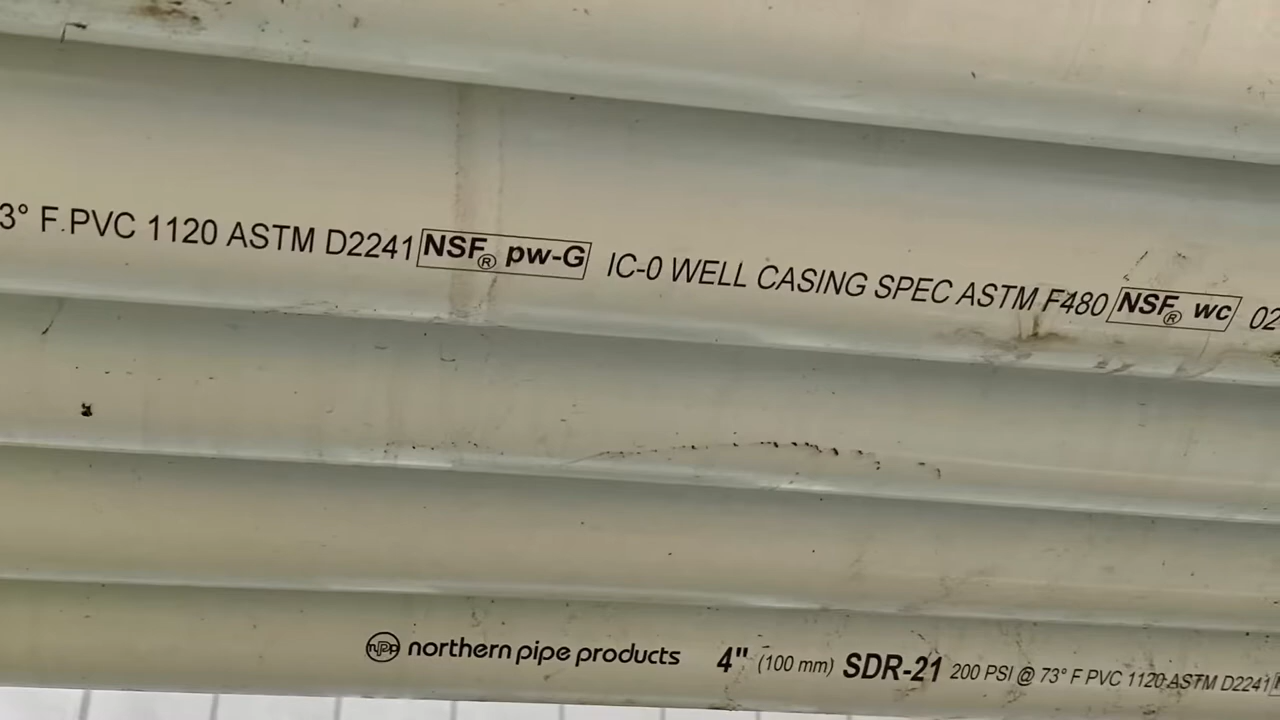 3° F PVC 1120 ASTM D2241 NSF® pw-G IC-0 WELL CASING SPEC ASTM F480 NSF® wc 02
npp northern pipe products 4" (100 mm) SDR-21 200 PSI @ 73° F PVC 1120 ASTM D2241